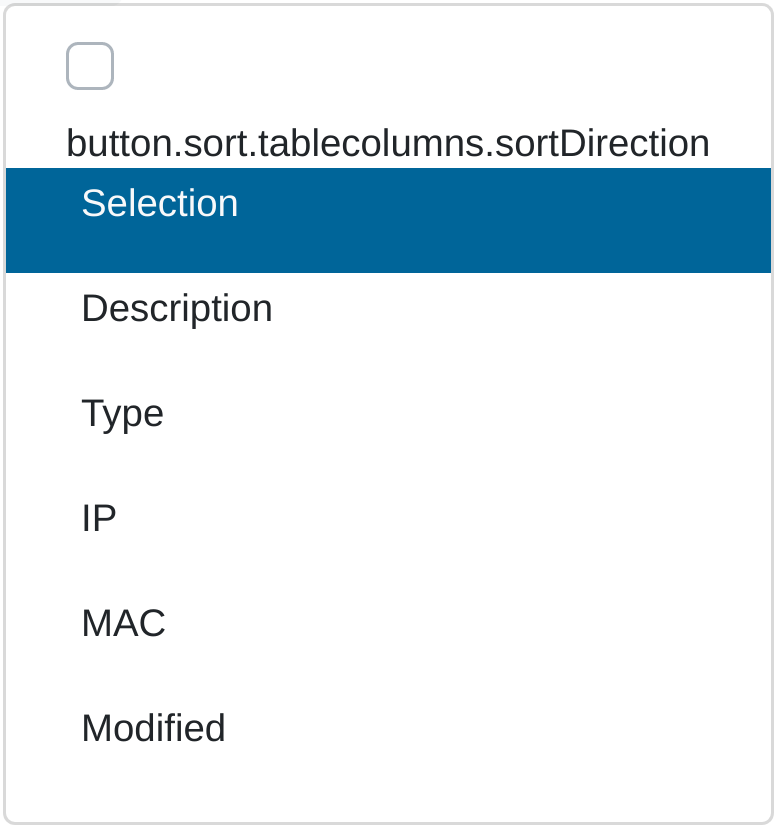 button.sort.tablecolumns.sortDirection
Selection
Description
Type
IP
MAC
Modified